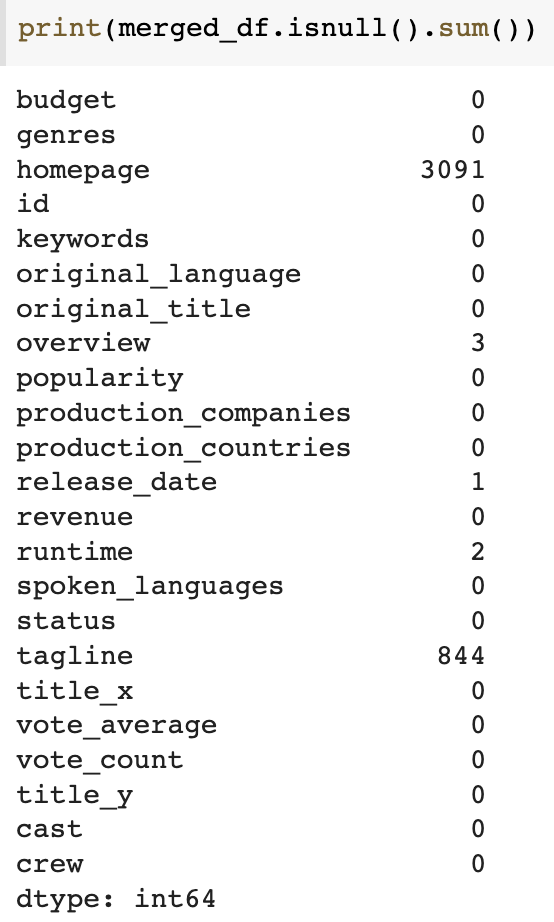 print(merged_df.isnull().sum())
budget 0
genres 0
homepage 3091
id 0
keywords 0
original_language 0
original_title 0
overview 3
popularity 0
production_companies 0
production_countries 0
release_date 1
revenue 0
runtime 2
spoken_languages 0
status 0
tagline 844
title_x 0
vote_average 0
vote_count 0
title_y 0
cast 0
crew 0
dtype: int64